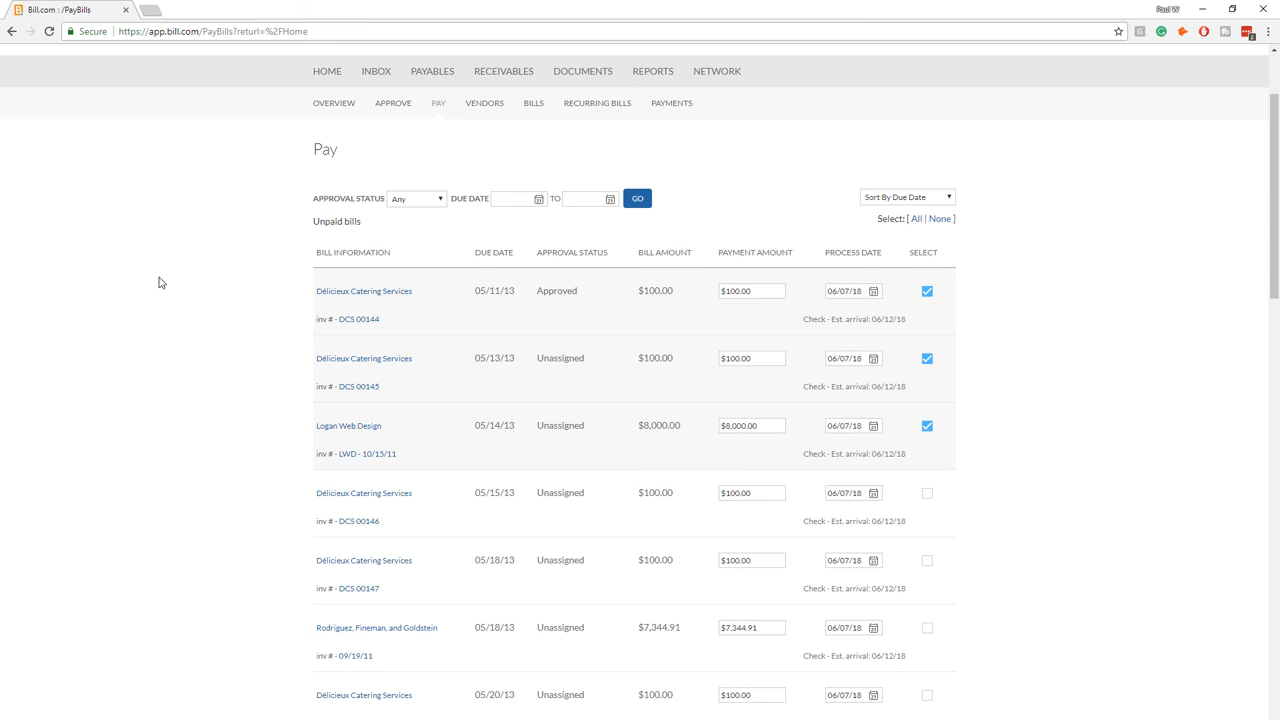 Bill.com : /PayBills
Paul W
Secure https://app.bill.com/PayBills?returl=%2FHome
HOME INBOX PAYABLES RECEIVABLES DOCUMENTS REPORTS NETWORK
OVERVIEW APPROVE PAY VENDORS BILLS RECURRING BILLS PAYMENTS
Pay
APPROVAL STATUS Any DUE DATE TO GO Sort By Due Date
Unpaid bills Select: [ All | None ]
BILL INFORMATION DUE DATE APPROVAL STATUS BILL AMOUNT PAYMENT AMOUNT PROCESS DATE SELECT
Délicieux Catering Services 05/11/13 Approved $100.00 $100.00 06/07/18
inv # - DCS 00144 Check - Est. arrival: 06/12/18
Délicieux Catering Services 05/13/13 Unassigned $100.00 $100.00 06/07/18
inv # - DCS 00145 Check - Est. arrival: 06/12/18
Logan Web Design 05/14/13 Unassigned $8,000.00 $8,000.00 06/07/18
inv # - LWD - 10/15/11 Check - Est. arrival: 06/12/18
Délicieux Catering Services 05/15/13 Unassigned $100.00 $100.00 06/07/18
inv # - DCS 00146 Check - Est. arrival: 06/12/18
Délicieux Catering Services 05/18/13 Unassigned $100.00 $100.00 06/07/18
inv # - DCS 00147 Check - Est. arrival: 06/12/18
Rodriguez, Fineman, and Goldstein 05/18/13 Unassigned $7,344.91 $7,344.91 06/07/18
inv # - 09/19/11 Check - Est. arrival: 06/12/18
Délicieux Catering Services 05/20/13 Unassigned $100.00 $100.00 06/07/18